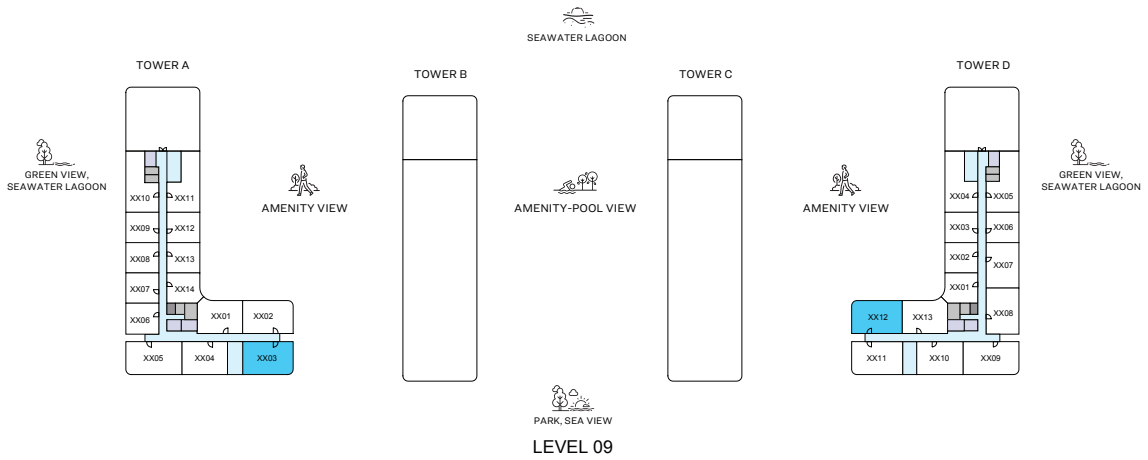 SEAWATER LAGOON
TOWER A
TOWER B
TOWER C
TOWER D
GREEN VIEW,
SEAWATER LAGOON
AMENITY VIEW
AMENITY-POOL VIEW
AMENITY VIEW
GREEN VIEW,
SEAWATER LAGOON
XX10 XX11
XX09 XX12
XX08 XX13
XX07 XX14
XX06 XX01 XX02
XX05 XX04 XX03
XX04 XX05
XX03 XX06
XX02 XX07
XX01
XX12 XX13 XX08
XX11 XX10 XX09
PARK, SEA VIEW
LEVEL 09